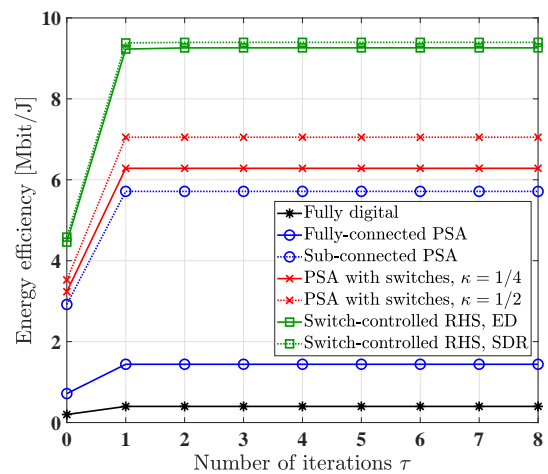 10
8
6
4
2
0
Energy efficiency [Mbit/J]
Fully digital
Fully-connected PSA
Sub-connected PSA
PSA with switches, κ = 1/4
PSA with switches, κ = 1/2
Switch-controlled RHS, ED
Switch-controlled RHS, SDR
0 1 2 3 4 5 6 7 8
Number of iterations τ